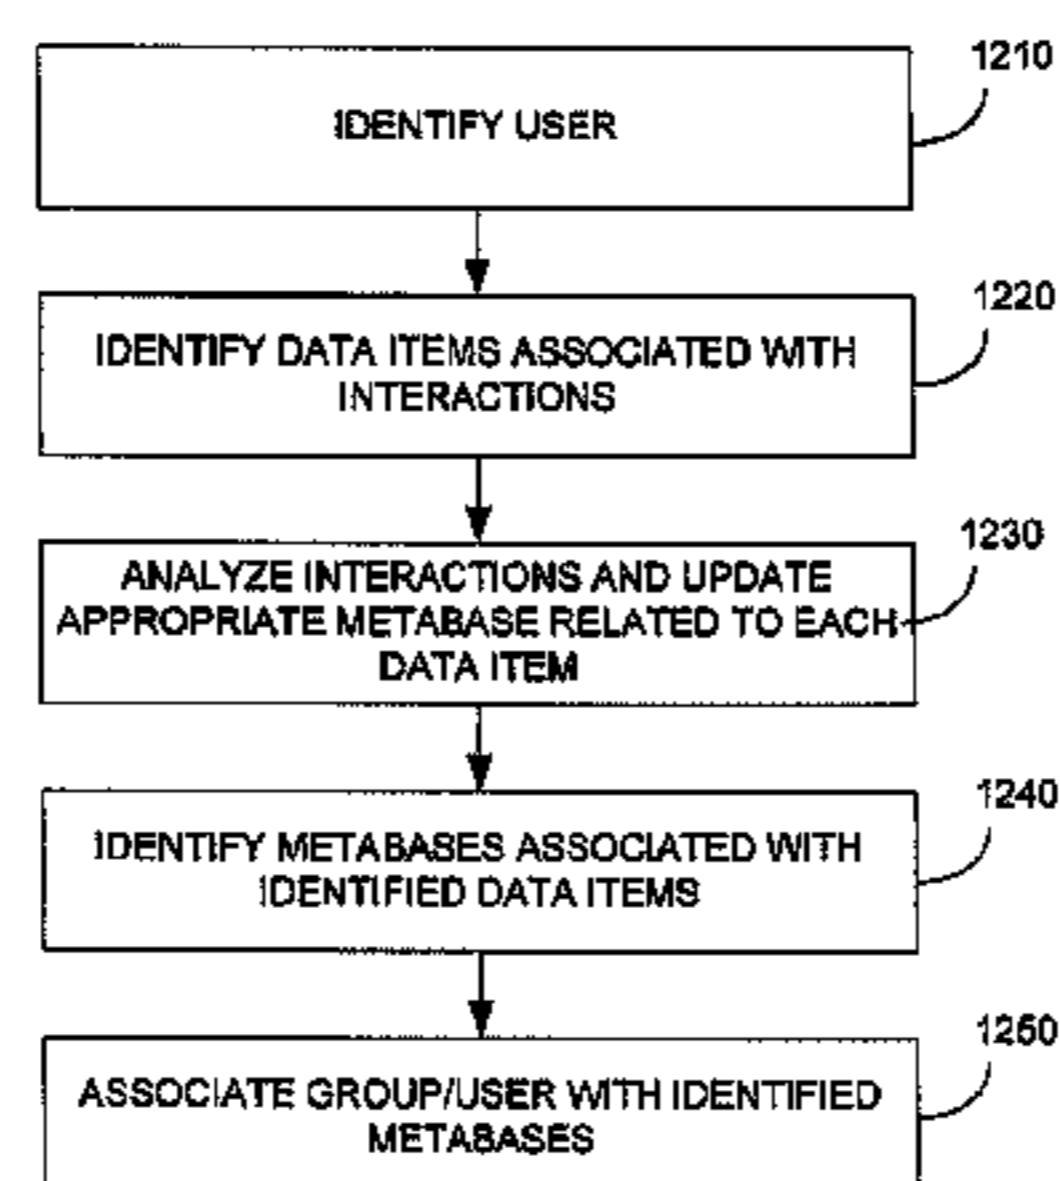 1210
IDENTIFY USER
1220
IDENTIFY DATA ITEMS ASSOCIATED WITH
INTERACTIONS
1230
ANALYZE INTERACTIONS AND UPDATE
APPROPRIATE METABASE RELATED TO EACH
DATA ITEM
1240
IDENTIFY METABASES ASSOCIATED WITH
IDENTIFIED DATA ITEMS
1250
ASSOCIATE GROUP/USER WITH IDENTIFIED
METABASES